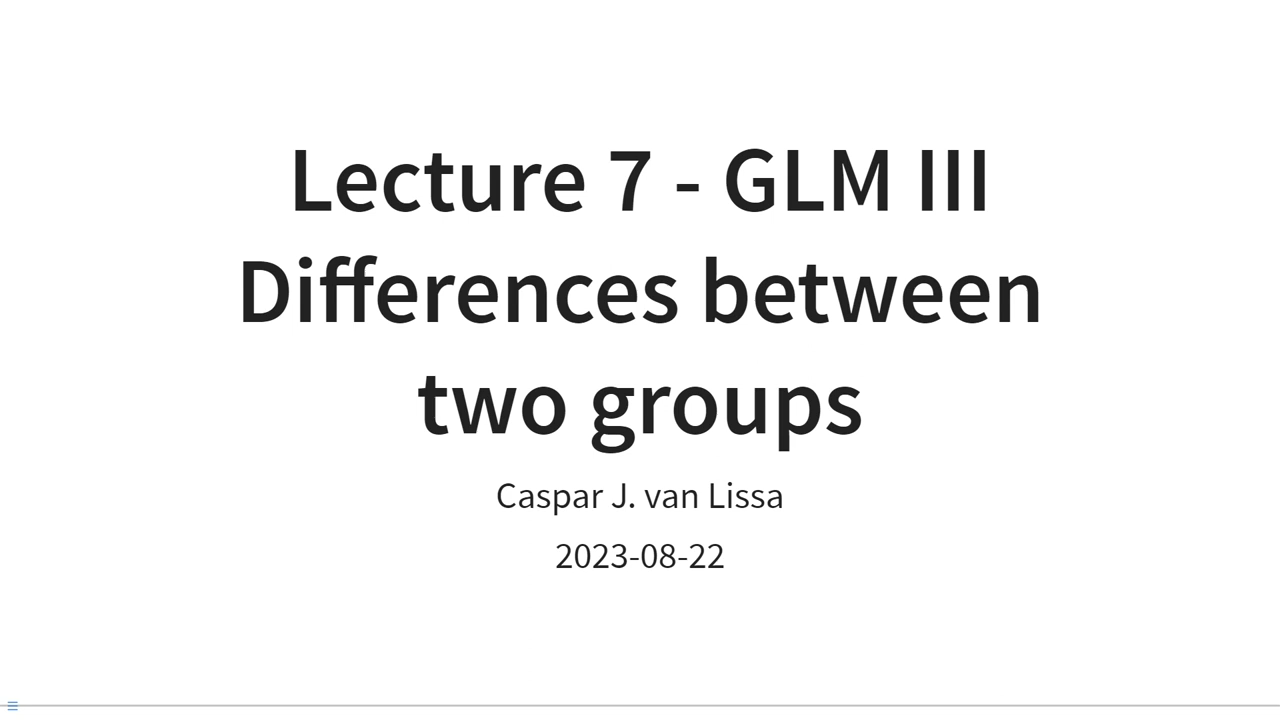 Lecture 7 - GLM III
Differences between
two groups
Caspar J. van Lissa
2023-08-22